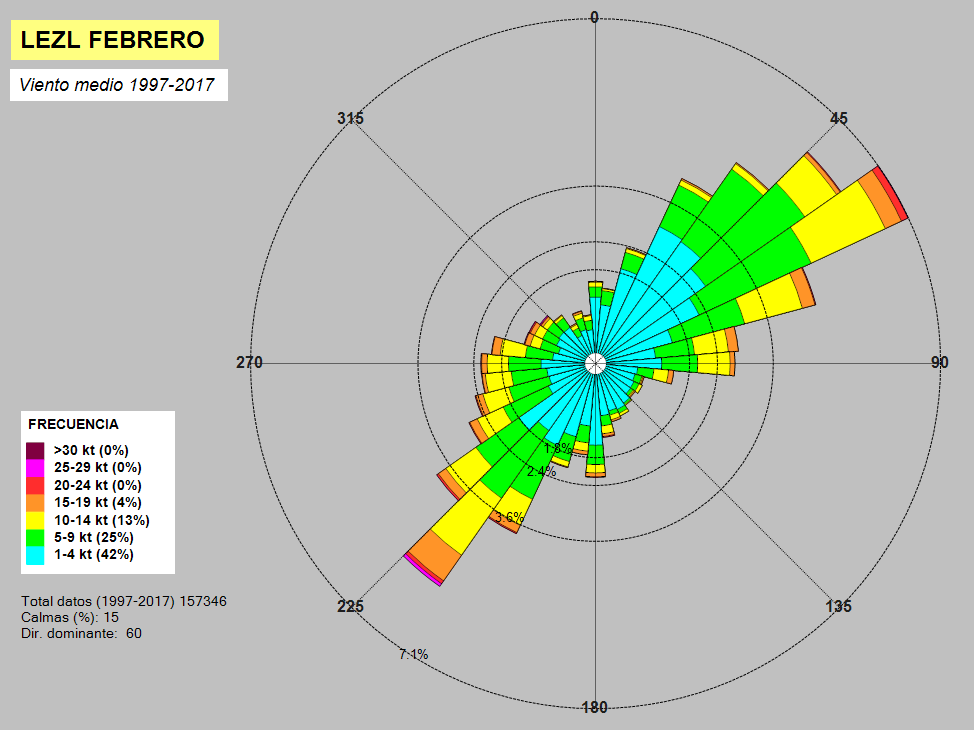 LEZL FEBRERO
Viento medio 1997-2017
0
45
90
135
180
225
270
315
1.8%
2.4%
3.6%
7.1%
FRECUENCIA
>30 kt (0%)
25-29 kt (0%)
20-24 kt (0%)
15-19 kt (4%)
10-14 kt (13%)
5-9 kt (25%)
1-4 kt (42%)
Total datos (1997-2017) 157346
Calmas (%): 15
Dir. dominante: 60